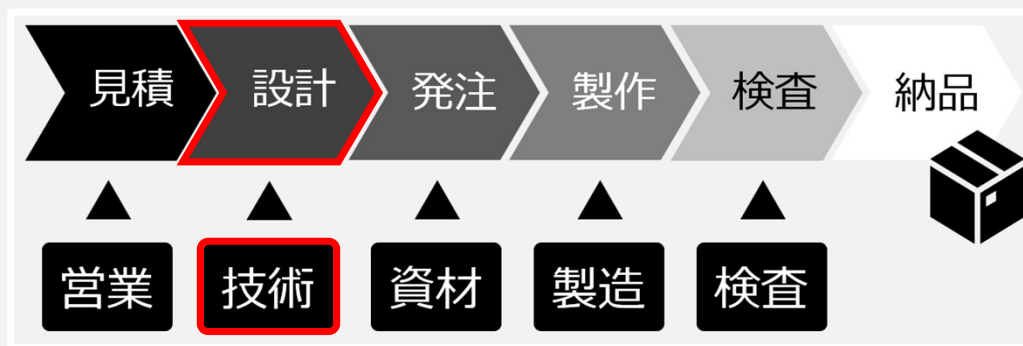 見積 設計 発注 製作 検査 納品
営業 技術 資材 製造 検査